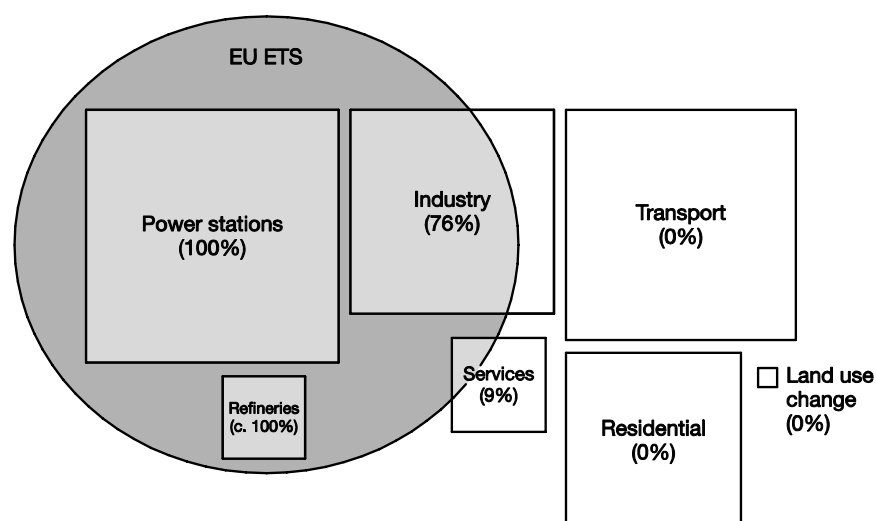 EU ETS
Power stations
(100%)
Industry
(76%)
Transport
(0%)
Refineries
(c. 100%)
Services
(9%)
Residential
(0%)
Land use
change
(0%)